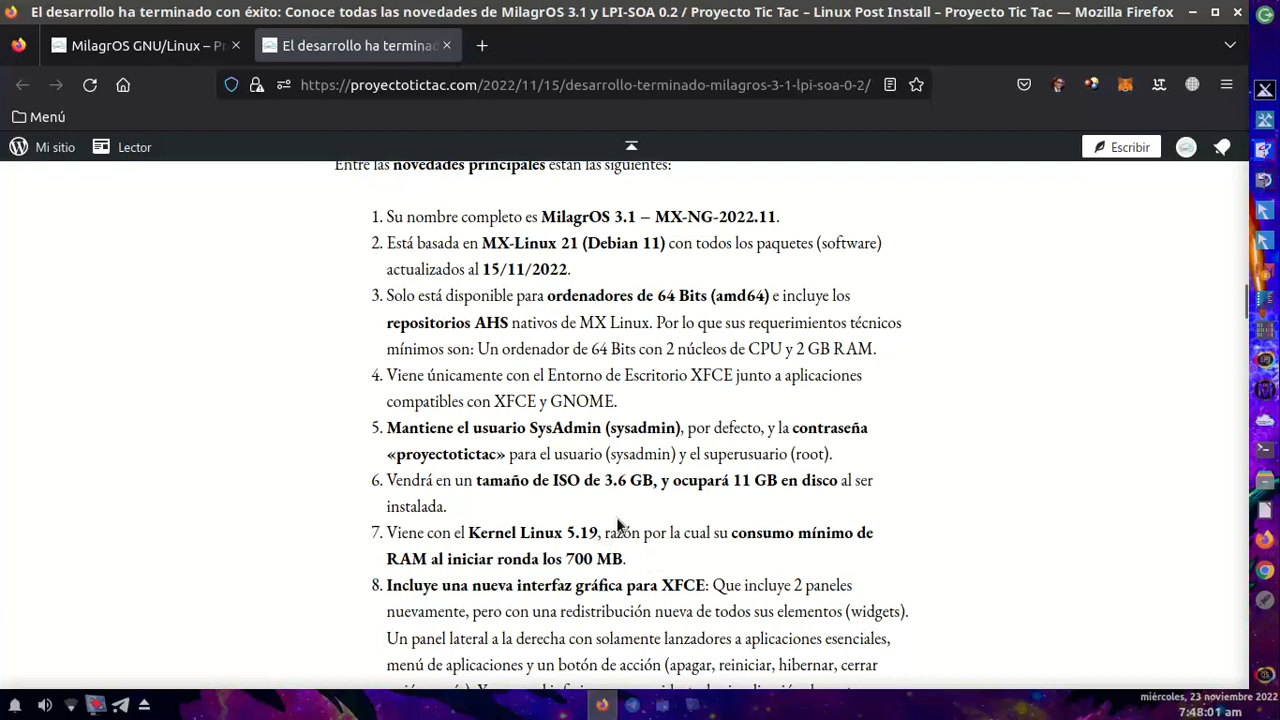 El desarrollo ha terminado con éxito: Conoce todas las novedades de MilagrOS 3.1 y LPI-SOA 0.2 / Proyecto Tic Tac – Linux Post Install – Proyecto Tic Tac — Mozilla Firefox
MilagrOS GNU/Linux – Pr
El desarrollo ha termina
https://proyectotictac.com/2022/11/15/desarrollo-terminado-milagros-3-1-lpi-soa-0-2/
Menú
Mi sitio
Lector
Escribir
Entre las novedades principales están las siguientes:
1. Su nombre completo es MilagrOS 3.1 – MX-NG-2022.11.
2. Está basada en MX-Linux 21 (Debian 11) con todos los paquetes (software)
actualizados al 15/11/2022.
3. Solo está disponible para ordenadores de 64 Bits (amd64) e incluye los
repositorios AHS nativos de MX Linux. Por lo que sus requerimientos técnicos
mínimos son: Un ordenador de 64 Bits con 2 núcleos de CPU y 2 GB RAM.
4. Viene únicamente con el Entorno de Escritorio XFCE junto a aplicaciones
compatibles con XFCE y GNOME.
5. Mantiene el usuario SysAdmin (sysadmin), por defecto, y la contraseña
«proyectotictac» para el usuario (sysadmin) y el superusuario (root).
6. Vendrá en un tamaño de ISO de 3.6 GB, y ocupará 11 GB en disco al ser
instalada.
7. Viene con el Kernel Linux 5.19, razón por la cual su consumo mínimo de
RAM al iniciar ronda los 700 MB.
8. Incluye una nueva interfaz gráfica para XFCE: Que incluye 2 paneles
nuevamente, pero con una redistribución nueva de todos sus elementos (widgets).
Un panel lateral a la derecha con solamente lanzadores a aplicaciones esenciales,
menú de aplicaciones y un botón de acción (apagar, reiniciar, hibernar, cerrar
miércoles, 23 noviembre 2022
7:48:01 am